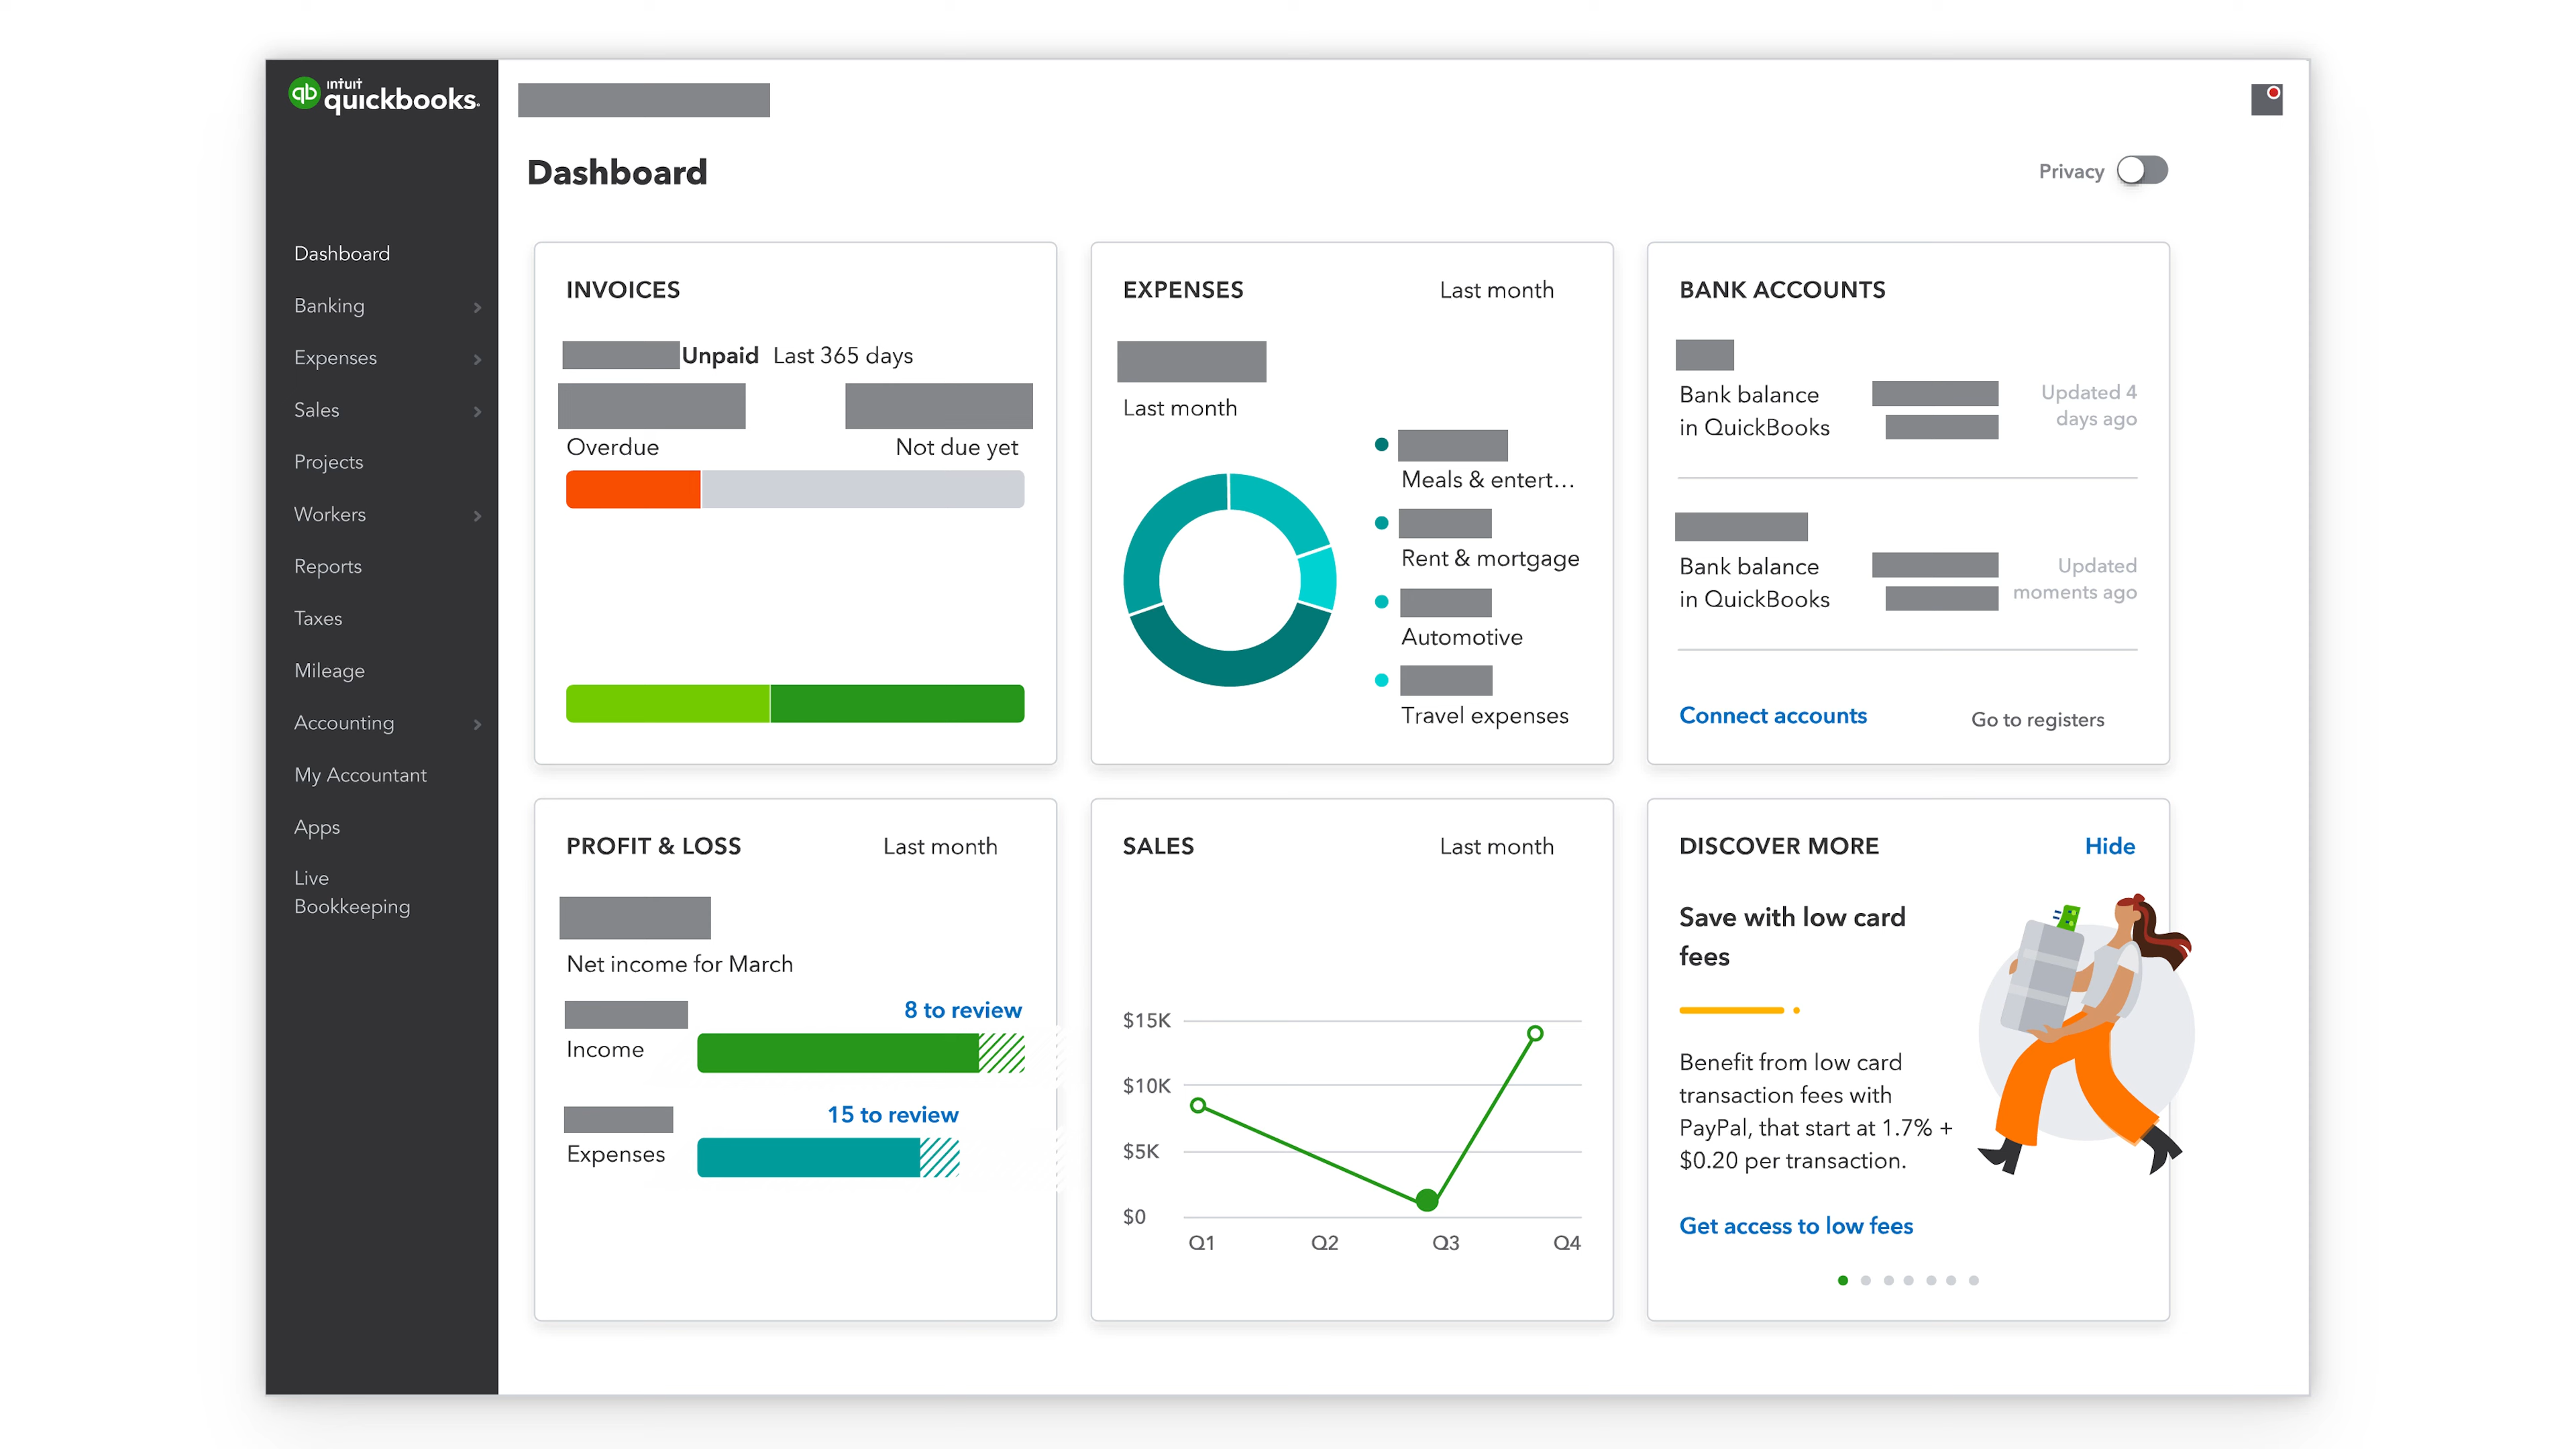 intuit
quickbooks.
Dashboard
Banking
Expenses
Sales
Projects
Workers
Reports
Taxes
Mileage
Accounting
My Accountant
Apps
Live
Bookkeeping
Dashboard
Privacy
INVOICES
Unpaid Last 365 days
Overdue Not due yet
EXPENSES Last month
Last month
Meals & entert...
Rent & mortgage
Automotive
Travel expenses
BANK ACCOUNTS
Bank balance
in QuickBooks
Updated 4
days ago
Bank balance
in QuickBooks
Updated
moments ago
Connect accounts Go to registers
PROFIT & LOSS Last month
Net income for March
8 to review
Income
15 to review
Expenses
SALES Last month
$15K
$10K
$5K
$0
Q1 Q2 Q3 Q4
DISCOVER MORE Hide
Save with low card
fees
Benefit from low card
transaction fees with
PayPal, that start at 1.7% +
$0.20 per transaction.
Get access to low fees